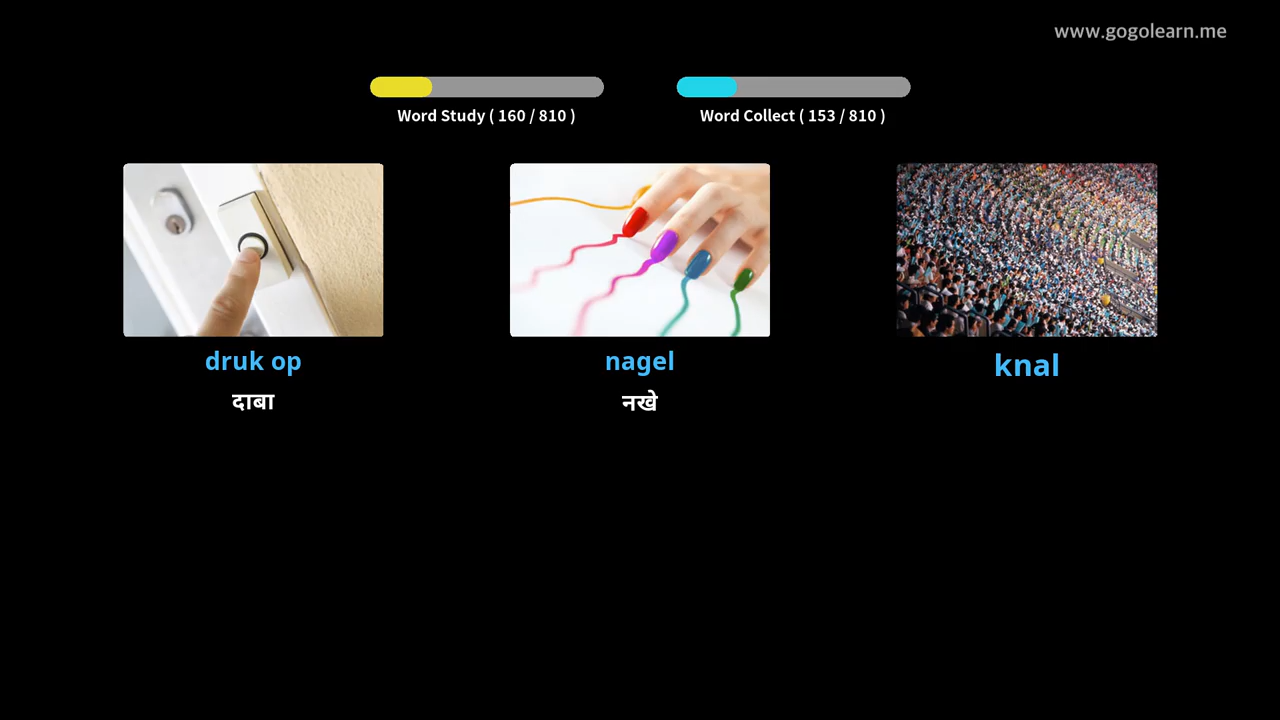 www.gogolearn.me
Word Study ( 160 / 810 )
Word Collect ( 153 / 810 )
druk op
दाबा
nagel
नखे
knal